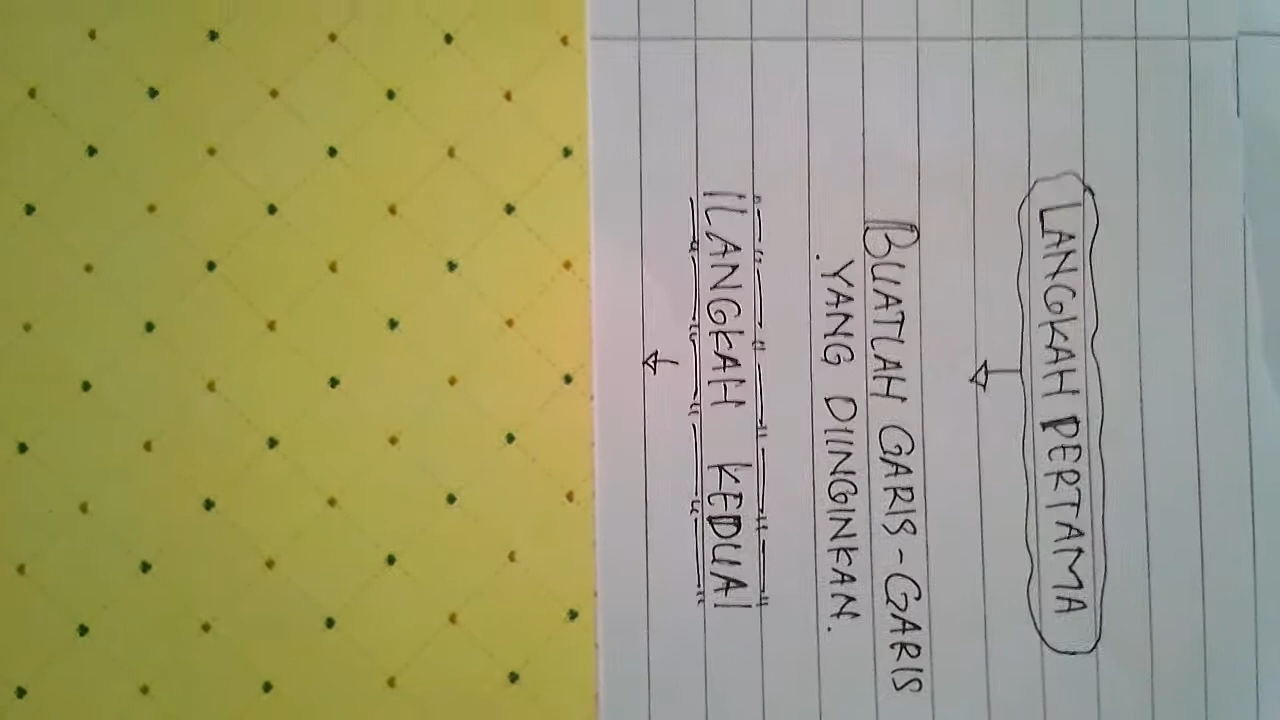 LANGKAH PERTAMA
BUATLAH GARIS-GARIS
YANG DIINGINKAN.
LANGKAH KEDUA